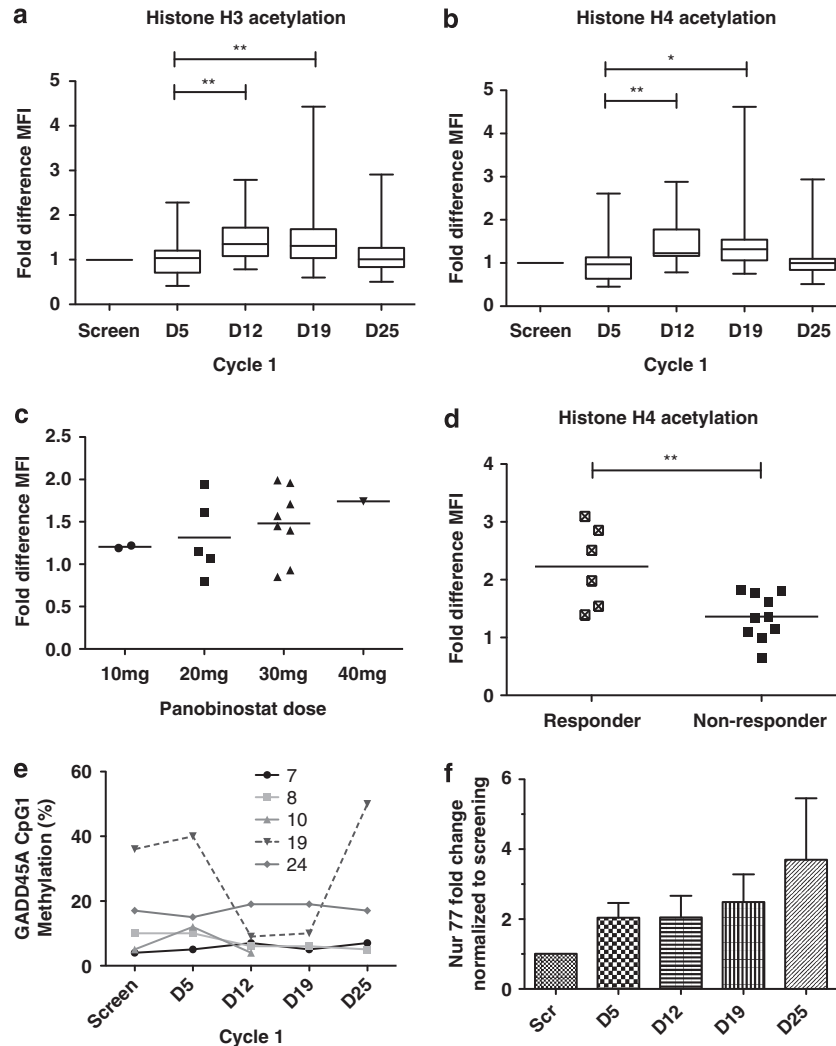 a
Histone H3 acetylation
**
**
Fold difference MFI
5
4
3
2
1
0
Screen D5 D12 D19 D25
Cycle 1
b
Histone H4 acetylation
*
**
Fold difference MFI
5
4
3
2
1
0
Screen D5 D12 D19 D25
Cycle 1
c
Fold difference MFI
2.5
2.0
1.5
1.0
0.5
0.0
10mg 20mg 30mg 40mg
Panobinostat dose
d
Histone H4 acetylation
**
Fold difference MFI
4
3
2
1
0
Responder Non-responder
e
GADD45A CpG1
Methylation (%)
60
40
20
0
7
8
10
19
24
Screen D5 D12 D19 D25
Cycle 1
f
Nur 77 fold change
normalized to screening
6
4
2
0
Scr D5 D12 D19 D25